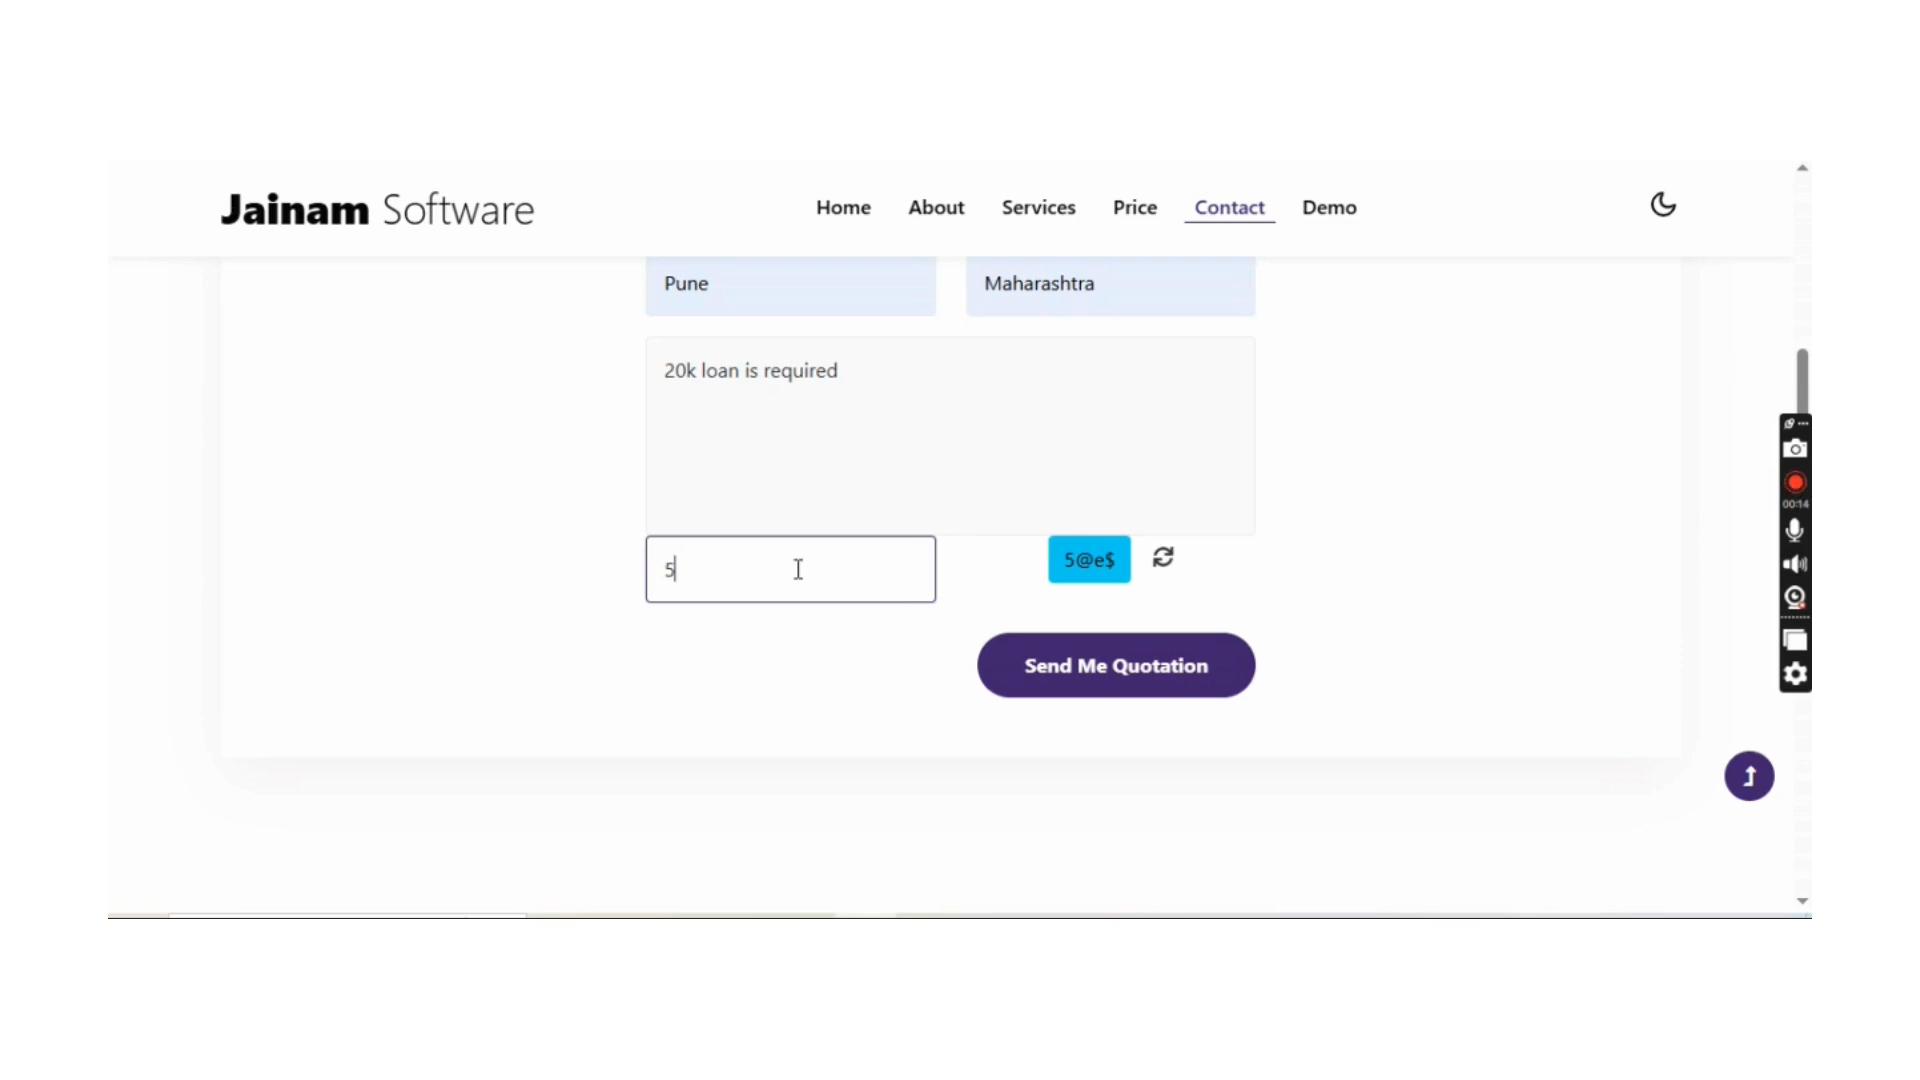 Jainam Software
Home About Services Price Contact Demo
Pune Maharashtra
20k loan is required
00:14
5 5@e$
Send Me Quotation